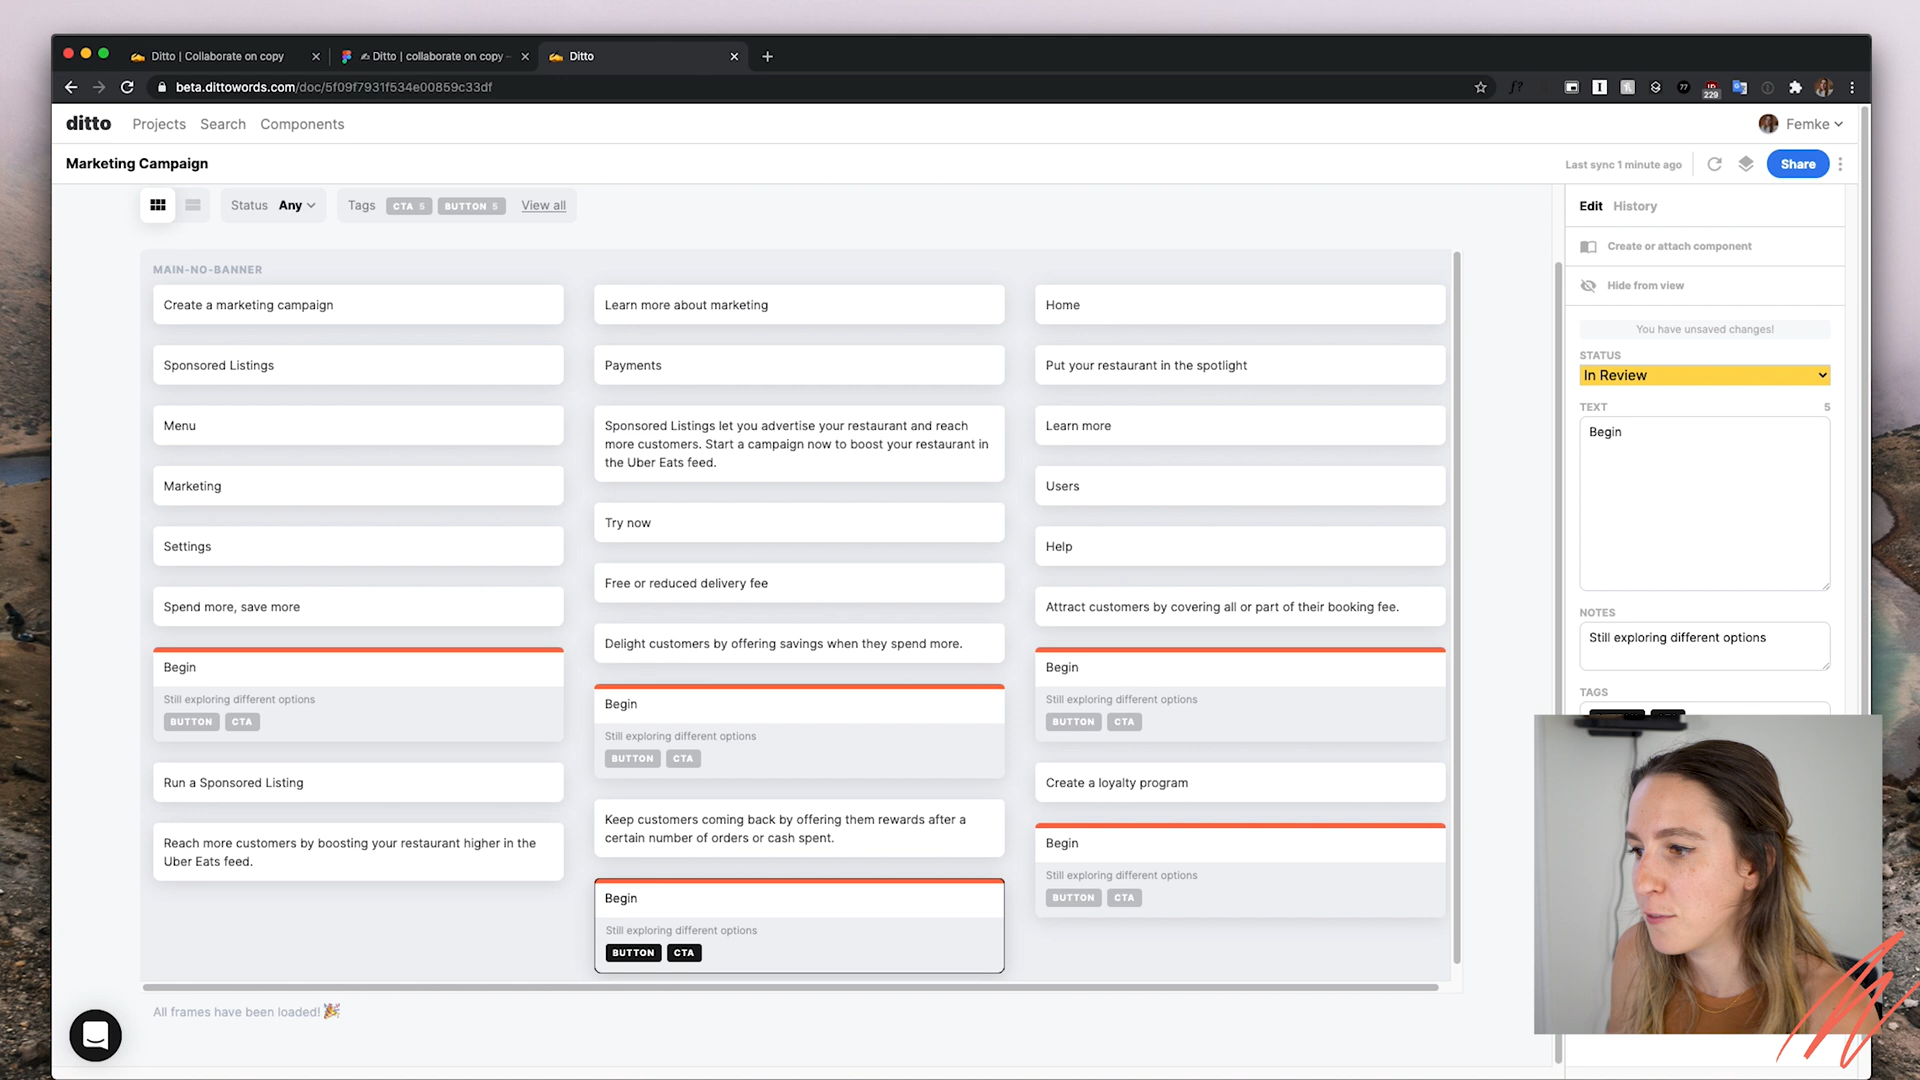 Ditto | Collaborate on copy
Ditto | collaborate on copy -
Ditto
beta.dittowords.com/doc/5f09f7931f534e00859c33df
f?
77
229
ditto
Projects
Search
Components
Femke
Marketing Campaign
Last sync 1 minute ago
Share
Status Any
Tags CTA 5 BUTTON 5 View all
Edit History
Create or attach component
Hide from view
You have unsaved changes!
STATUS
In Review
TEXT 5
Begin
NOTES
Still exploring different options
TAGS
MAIN-NO-BANNER
Create a marketing campaign
Sponsored Listings
Menu
Marketing
Settings
Spend more, save more
Begin
Still exploring different options
BUTTON CTA
Run a Sponsored Listing
Reach more customers by boosting your restaurant higher in the
Uber Eats feed.
Learn more about marketing
Payments
Sponsored Listings let you advertise your restaurant and reach
more customers. Start a campaign now to boost your restaurant in
the Uber Eats feed.
Try now
Free or reduced delivery fee
Delight customers by offering savings when they spend more.
Begin
Still exploring different options
BUTTON CTA
Keep customers coming back by offering them rewards after a
certain number of orders or cash spent.
Begin
Still exploring different options
BUTTON CTA
Home
Put your restaurant in the spotlight
Learn more
Users
Help
Attract customers by covering all or part of their booking fee.
Begin
Still exploring different options
BUTTON CTA
Create a loyalty program
Begin
Still exploring different options
BUTTON CTA
All frames have been loaded!